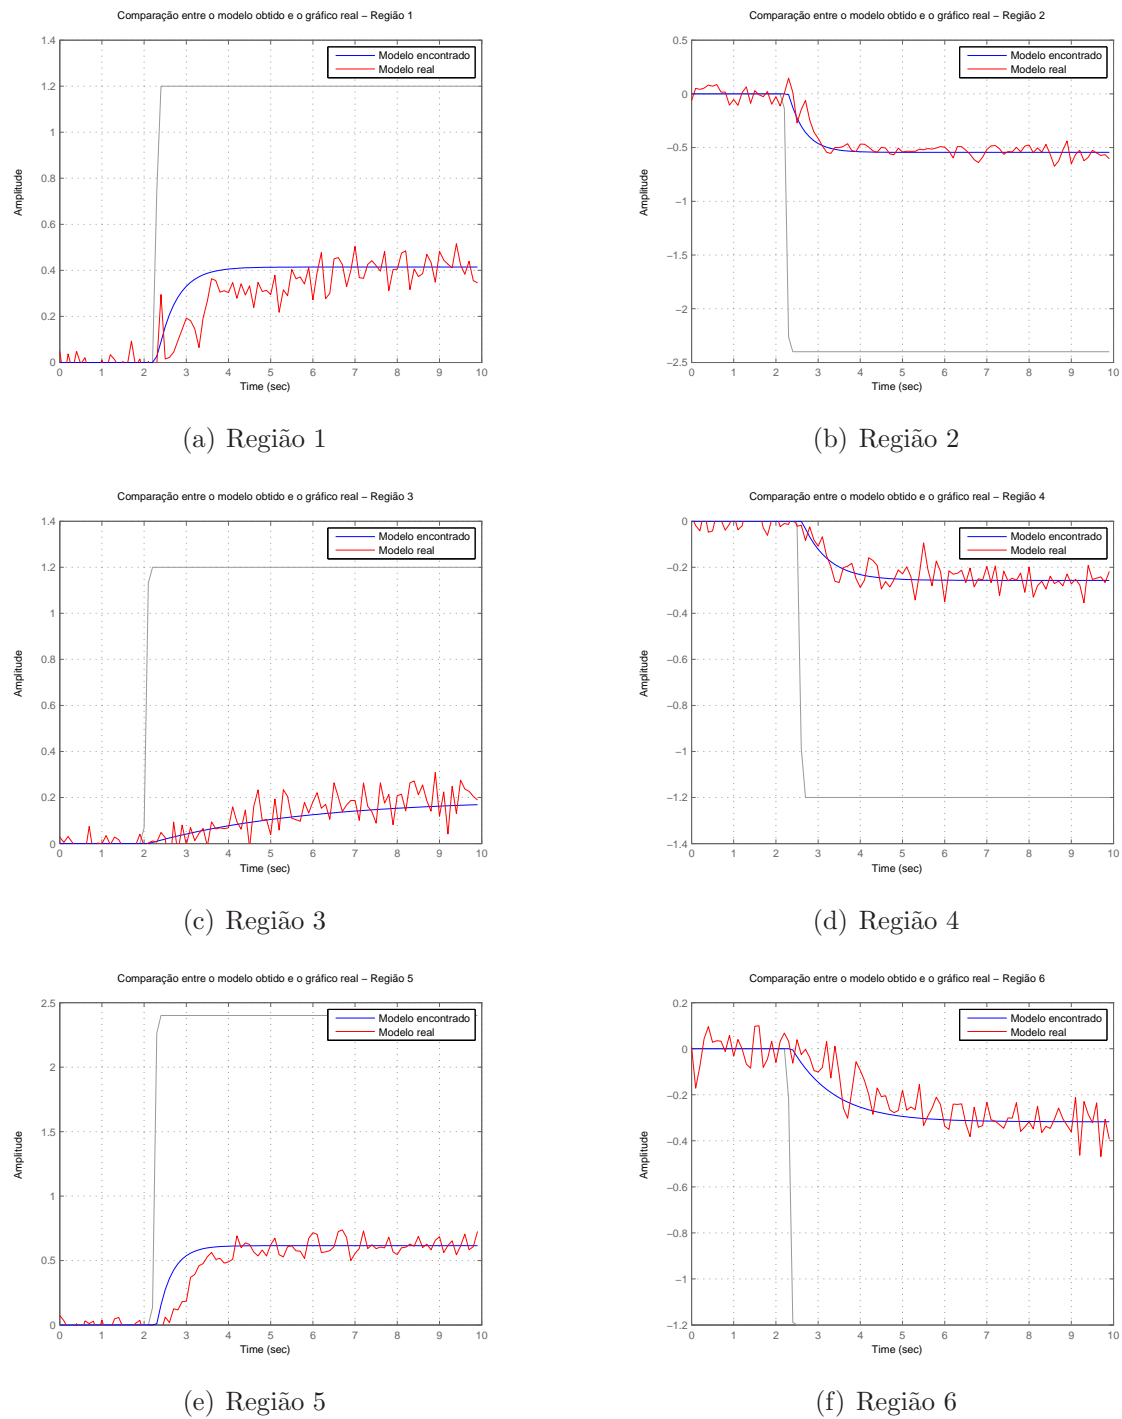 Comparação entre o modelo obtido e o gráfico real – Região 1
1.4
1.2
1
0.8
0.6
0.4
0.2
0
Amplitude
Modelo encontrado
Modelo real
0 1 2 3 4 5 6 7 8 9 10
Time (sec)
(a) Região 1
Comparação entre o modelo obtido e o gráfico real – Região 2
0.5
0
−0.5
−1
−1.5
−2
−2.5
Amplitude
Modelo encontrado
Modelo real
0 1 2 3 4 5 6 7 8 9 10
Time (sec)
(b) Região 2
Comparação entre o modelo obtido e o gráfico real – Região 3
1.4
1.2
1
0.8
0.6
0.4
0.2
0
Amplitude
Modelo encontrado
Modelo real
0 1 2 3 4 5 6 7 8 9 10
Time (sec)
(c) Região 3
Comparação entre o modelo obtido e o gráfico real – Região 4
0
−0.2
−0.4
−0.6
−0.8
−1
−1.2
−1.4
Amplitude
Modelo encontrado
Modelo real
0 1 2 3 4 5 6 7 8 9 10
Time (sec)
(d) Região 4
Comparação entre o modelo obtido e o gráfico real – Região 5
2.5
2
1.5
1
0.5
0
Amplitude
Modelo encontrado
Modelo real
0 1 2 3 4 5 6 7 8 9 10
Time (sec)
(e) Região 5
Comparação entre o modelo obtido e o gráfico real – Região 6
0.2
0
−0.2
−0.4
−0.6
−0.8
−1
−1.2
Amplitude
Modelo encontrado
Modelo real
0 1 2 3 4 5 6 7 8 9 10
Time (sec)
(f) Região 6